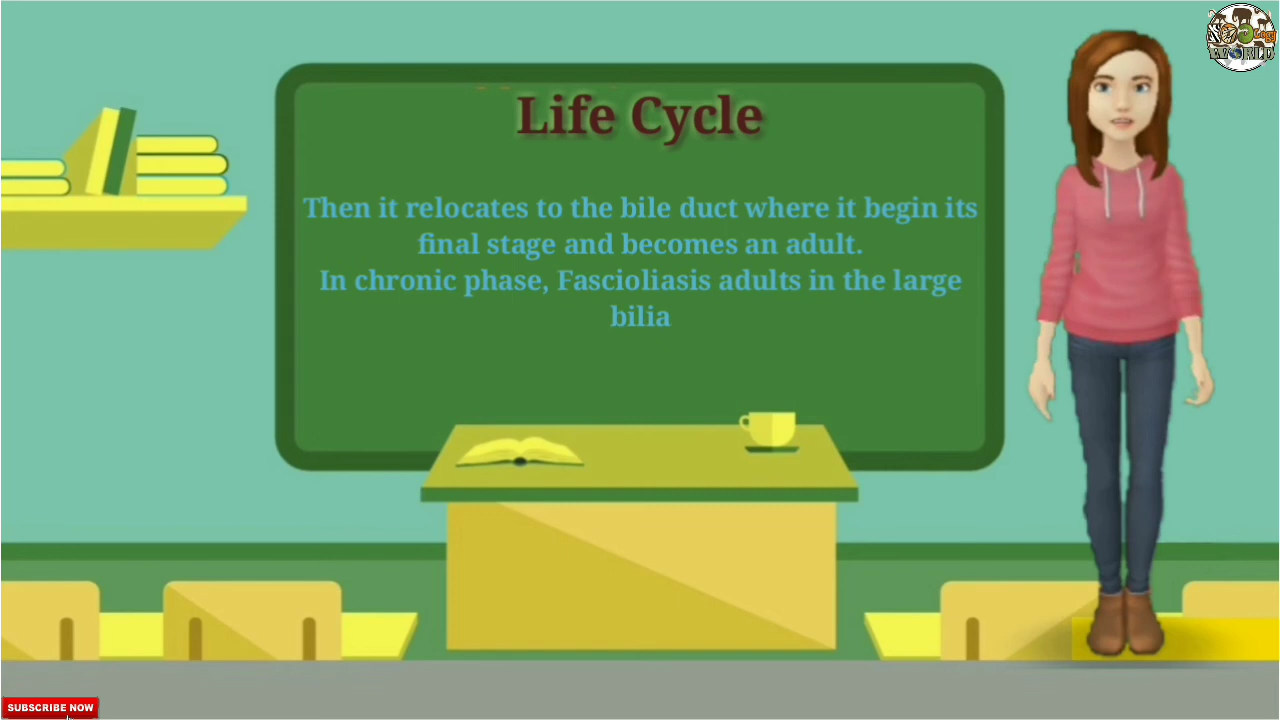 Life Cycle
Then it relocates to the bile duct where it begin its
final stage and becomes an adult.
In chronic phase, Fascioliasis adults in the large
bilia
WORLD
SUBSCRIBE NOW